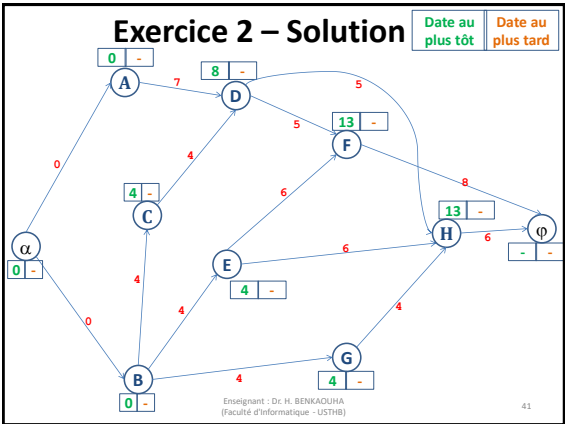 Exercice 2 – Solution
Date au plus tôt
Date au plus tard
0 -
A
7
8 -
D
5
5
13 -
F
0
4
4 -
C
6
8
13 -
H
6
φ
- -
α
0 -
E
4 -
6
4
4
0
4
G
4 -
4
B
0 -
Enseignant : Dr. H. BENKAOUHA
(Faculté d'Informatique - USTHB)
41